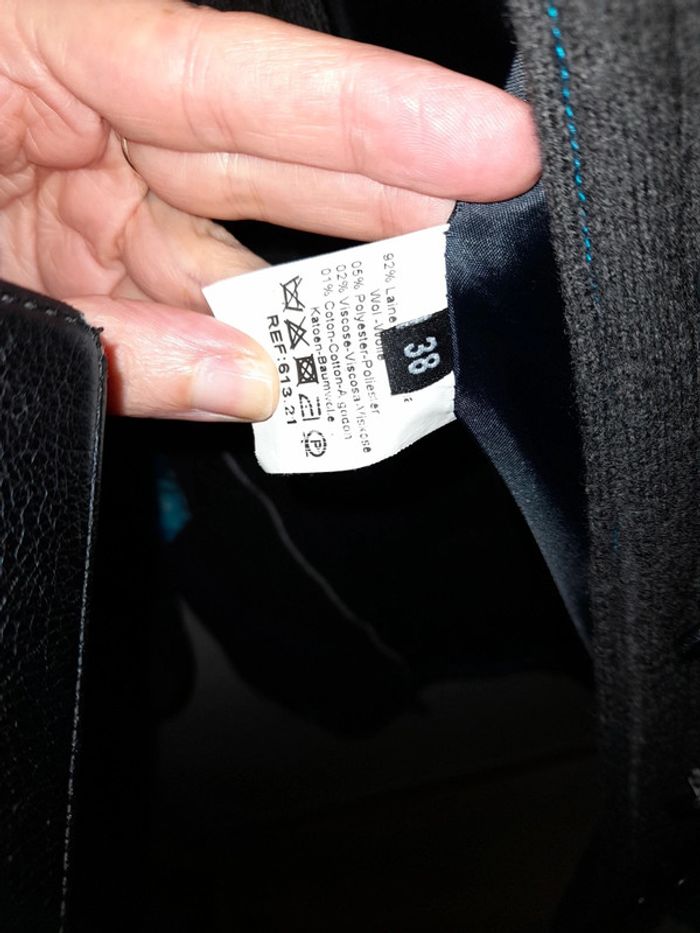 38
92% Laine
Wol-Wolle
05% Polyester-Poliester
02% Viscose-Viscosa-Viscose
01% Coton-Cotton-Algodon
Katoen-Baumwolle
P
REF:613.21